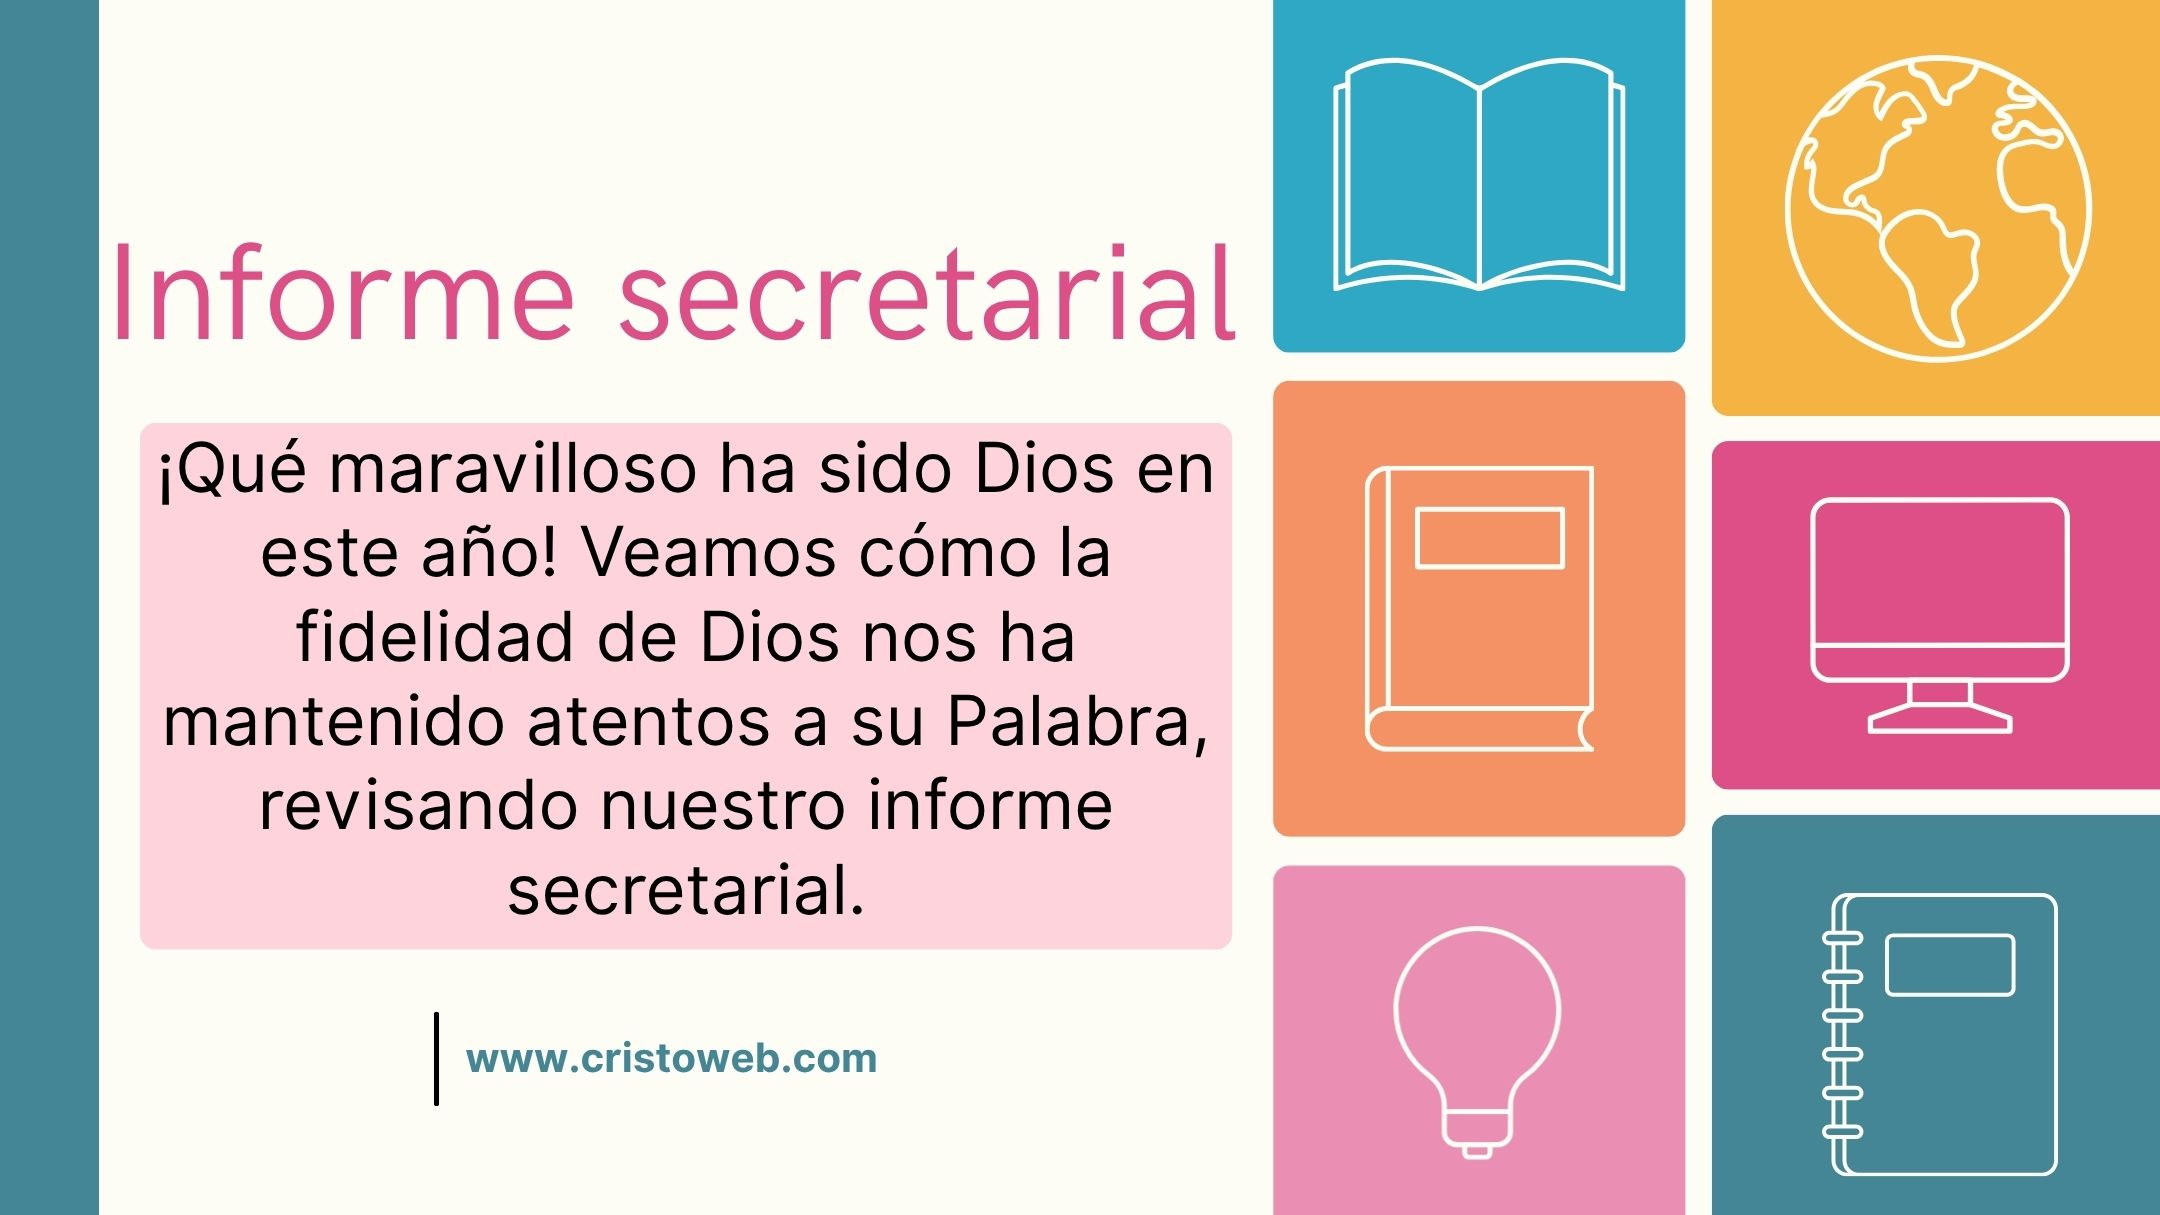 Informe secretarial
¡Qué maravilloso ha sido Dios en
este año! Veamos cómo la
fidelidad de Dios nos ha
mantenido atentos a su Palabra,
revisando nuestro informe
secretarial.
www.cristoweb.com